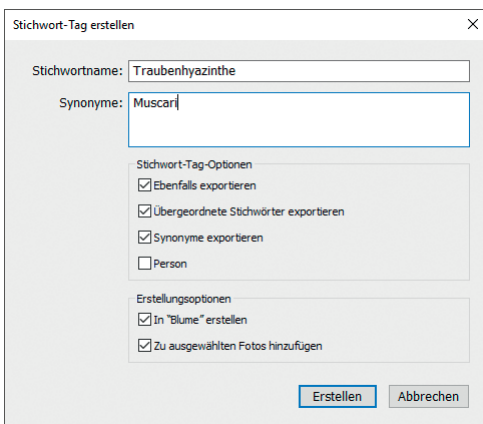 Stichwort-Tag erstellen
Stichwortname: Traubenhyazinthe
Synonyme: Muscari
Stichwort-Tag-Optionen
Ebenfalls exportieren
Übergeordnete Stichwörter exportieren
Synonyme exportieren
Person
Erstellungsoptionen
In "Blume" erstellen
Zu ausgewählten Fotos hinzufügen
Erstellen Abbrechen